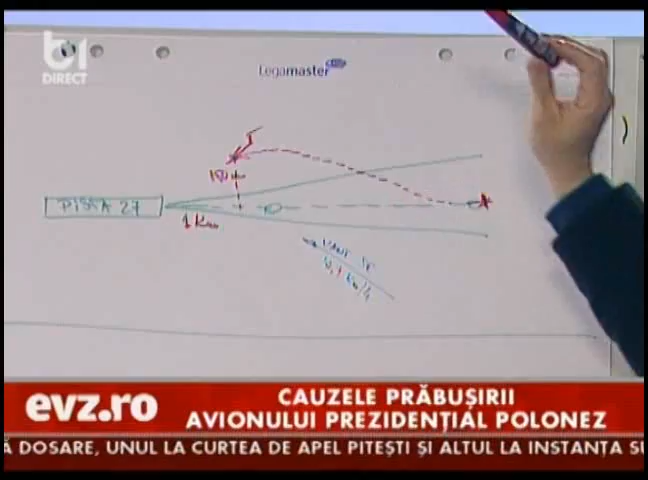 b1
DIRECT
Legamaster
PISTA 27
1 Km
evz.ro
CAUZELE PRĂBUȘIRII
AVIONULUI PREZIDENȚIAL POLONEZ
Ă DOSARE, UNUL LA CURTEA DE APEL PITEȘTI ȘI ALTUL LA INSTANȚA SU